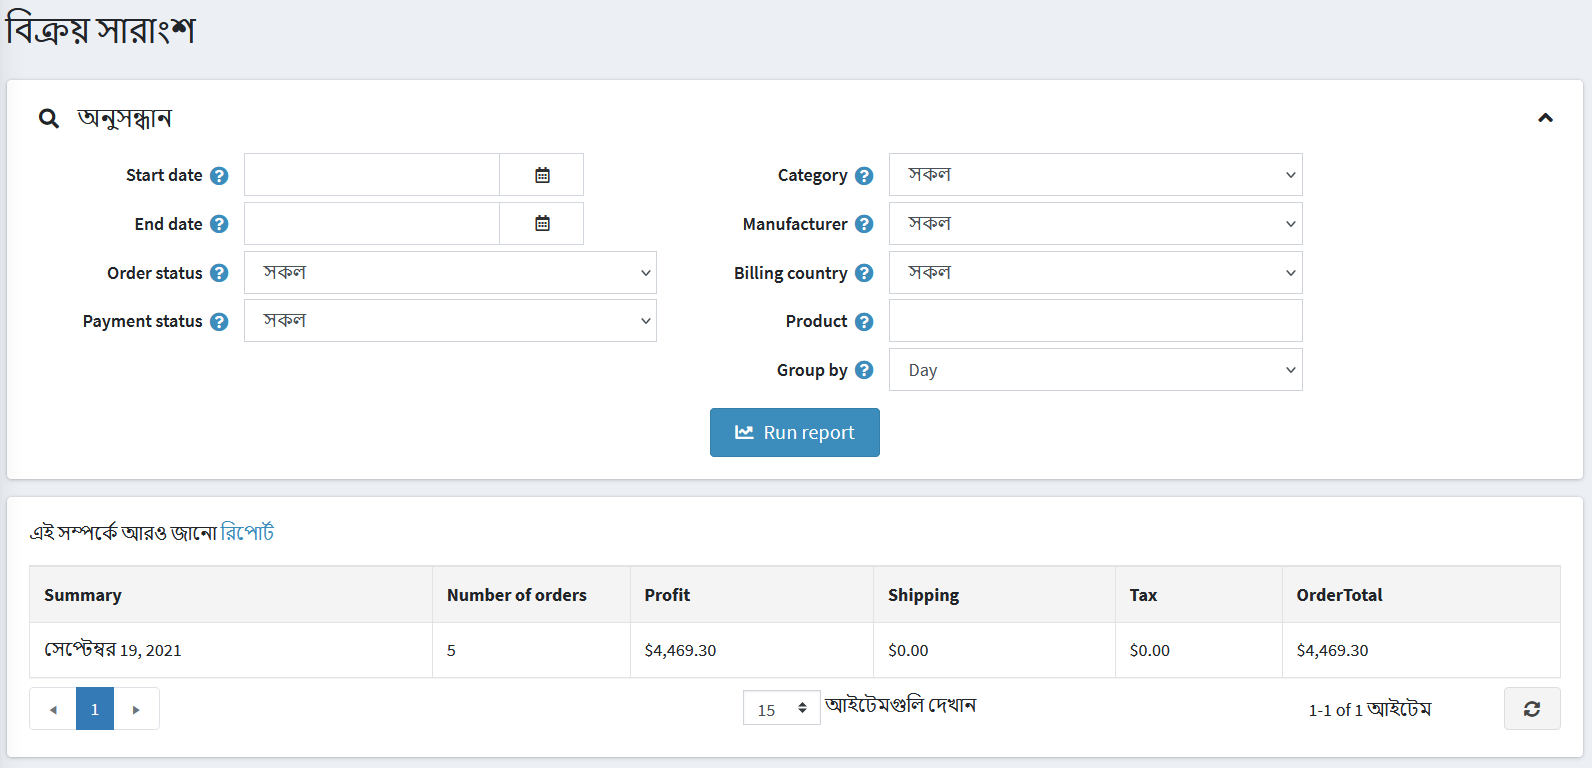 বিক্রয় সারাংশ
অনুসন্ধান
Start date
Category সকল
End date
Manufacturer সকল
Order status সকল
Billing country সকল
Payment status সকল
Product
Group by Day
Run report
এই সম্পর্কে আরও জানো রিপোর্ট
Summary Number of orders Profit Shipping Tax OrderTotal
সেপ্টেম্বর 19, 2021 5 $4,469.30 $0.00 $0.00 $4,469.30
1 15 আইটেমগুলি দেখান 1-1 of 1 আইটেম